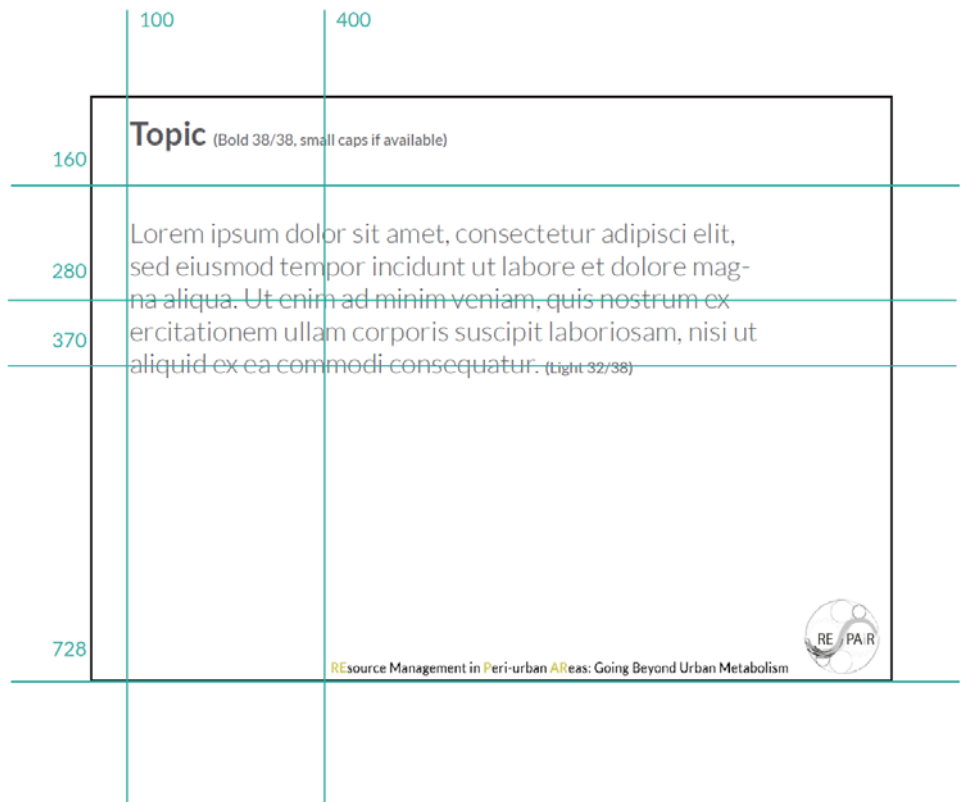 100
400
Topic (Bold 38/38, small caps if available)
160
Lorem ipsum dolor sit amet, consectetur adipisci elit,
sed eiusmod tempor incidunt ut labore et dolore mag-
280
na aliqua. Ut enim ad minim veniam, quis nostrum ex
ercitationem ullam corporis suscipit laboriosam, nisi ut
370
aliquid ex ea commodi consequatur. (Light 32/38)
RE PAiR
728
REsource Management in Peri-urban AReas: Going Beyond Urban Metabolism